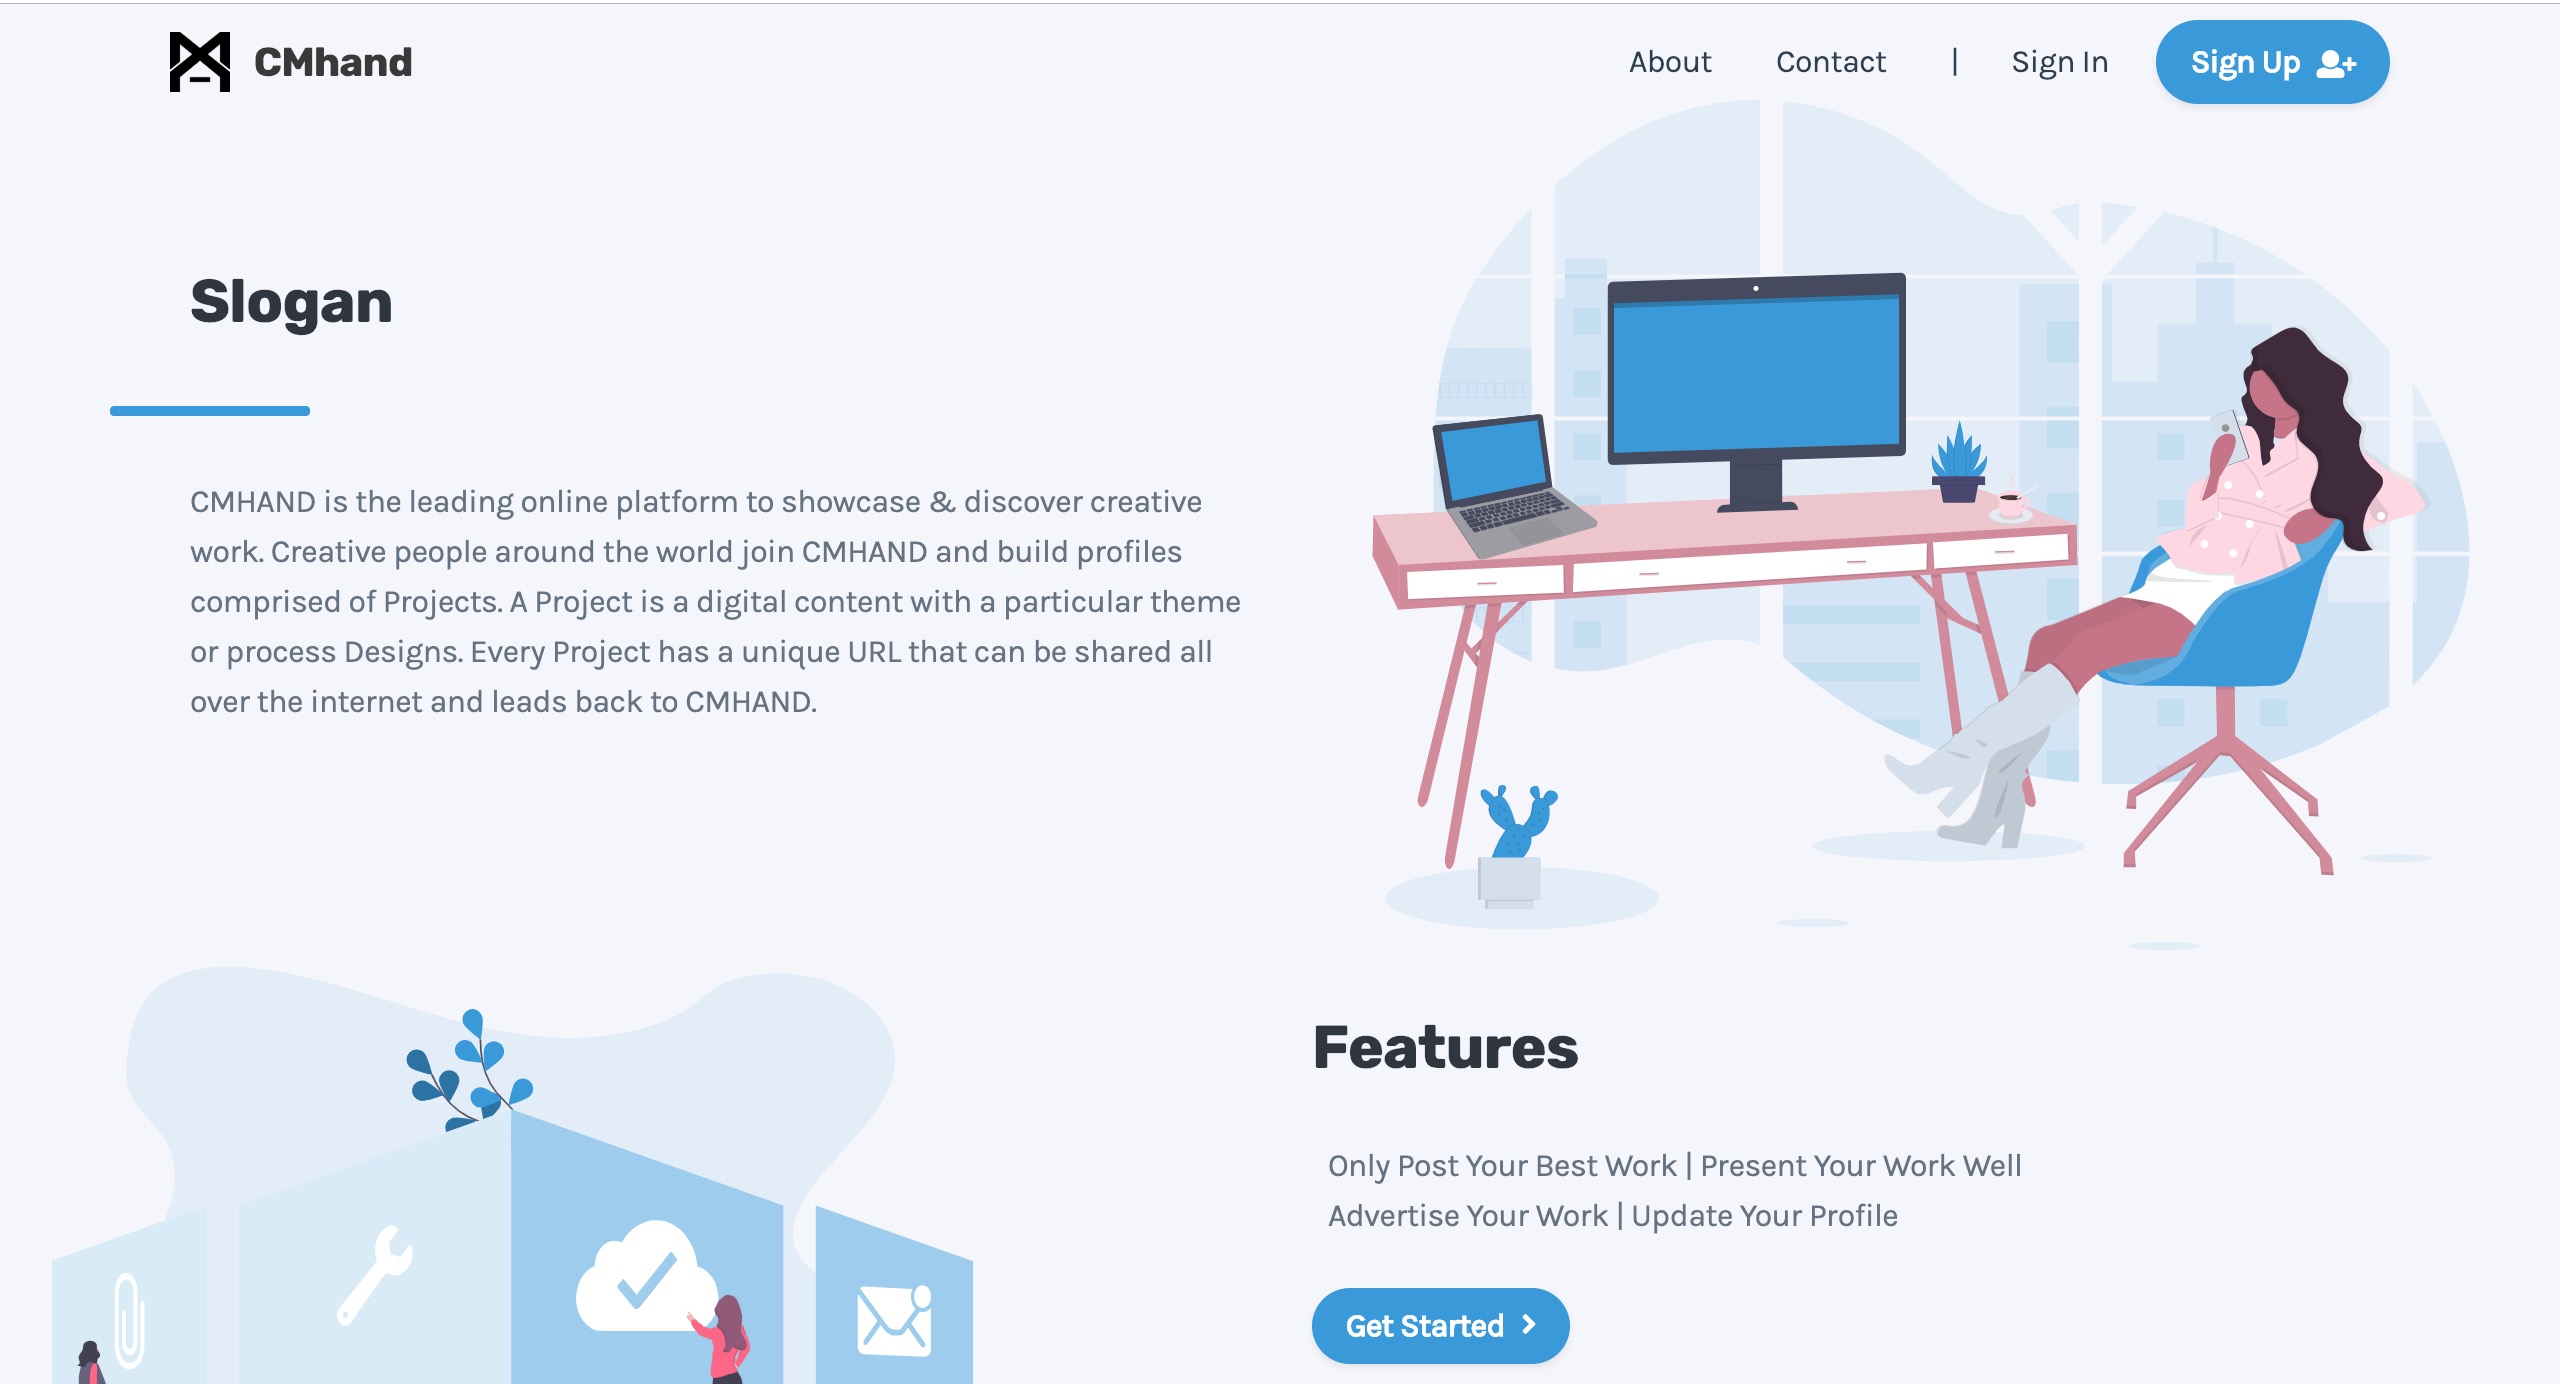 CMhand
About Contact | Sign In Sign Up
Slogan
CMHAND is the leading online platform to showcase & discover creative
work. Creative people around the world join CMHAND and build profiles
comprised of Projects. A Project is a digital content with a particular theme
or process Designs. Every Project has a unique URL that can be shared all
over the internet and leads back to CMHAND.
Features
Only Post Your Best Work | Present Your Work Well
Advertise Your Work | Update Your Profile
Get Started